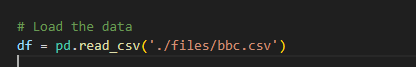 # Load the data
df = pd.read_csv('./files/bbc.csv')